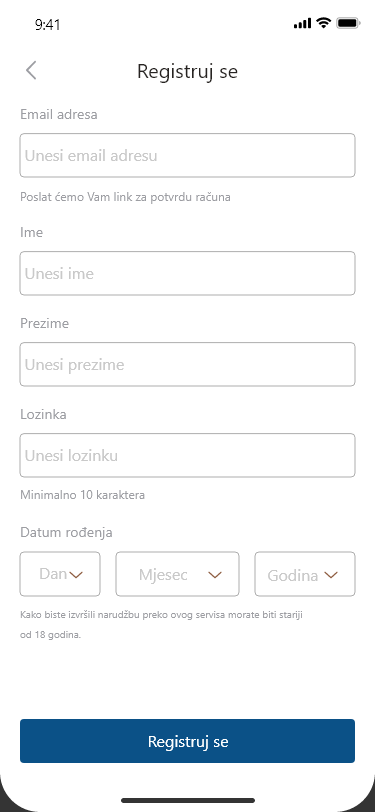 9:41
Registruj se
Email adresa
Unesi email adresu
Poslat ćemo Vam link za potvrdu računa
Ime
Unesi ime
Prezime
Unesi prezime
Lozinka
Unesi lozinku
Minimalno 10 karaktera
Datum rođenja
Dan Mjesec Godina
Kako biste izvršili narudžbu preko ovog servisa morate biti stariji
od 18 godina.
Registruj se